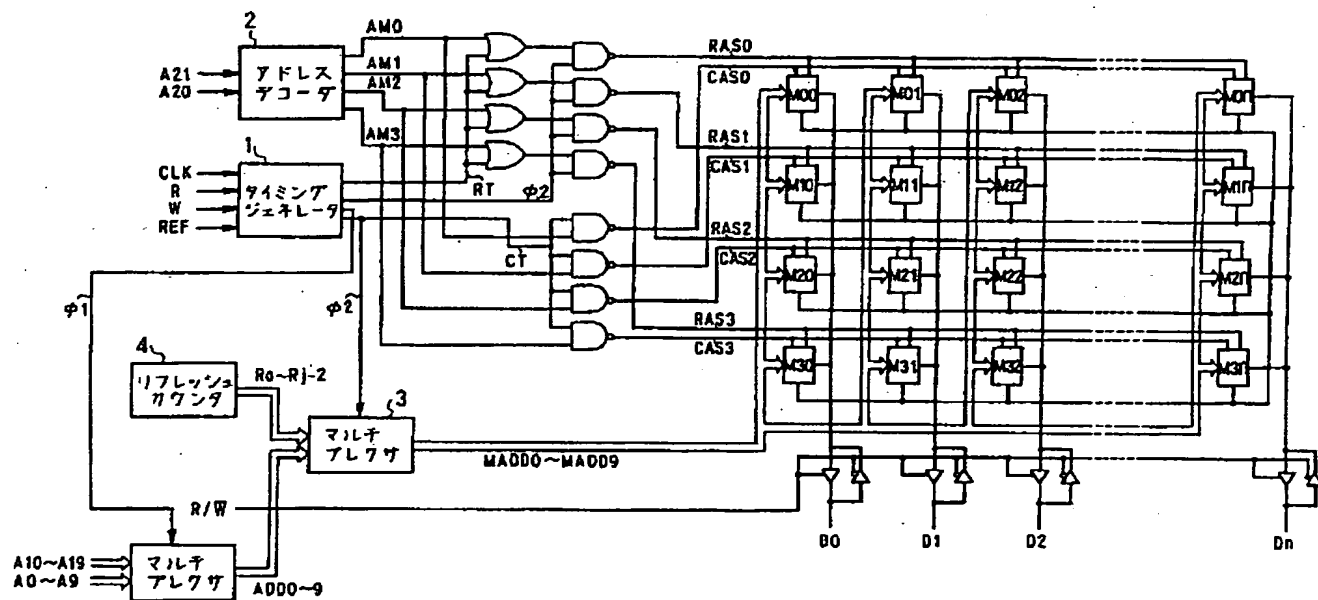 2
AM0
アドレス
デコーダ
A21
A20
AM1
AM2
AM3
1
タイミング
ジェネレータ
CLK
R
W
REF
RT
φ2
CT
φ1
φ2
RAS0
CAS0
M00
M01
M02
M0n
RAS1
CAS1
M10
M11
M12
M1n
RAS2
CAS2
M20
M21
M22
M2n
RAS3
CAS3
M30
M31
M32
M3n
4
リフレッシュ
カウンタ
R0~Rj-2
3
マルチ
プレクサ
MADD0~MADD9
R/W
A10~A19
A0~A9
マルチ
プレクサ
ADD0~9
D0
D1
D2
Dn